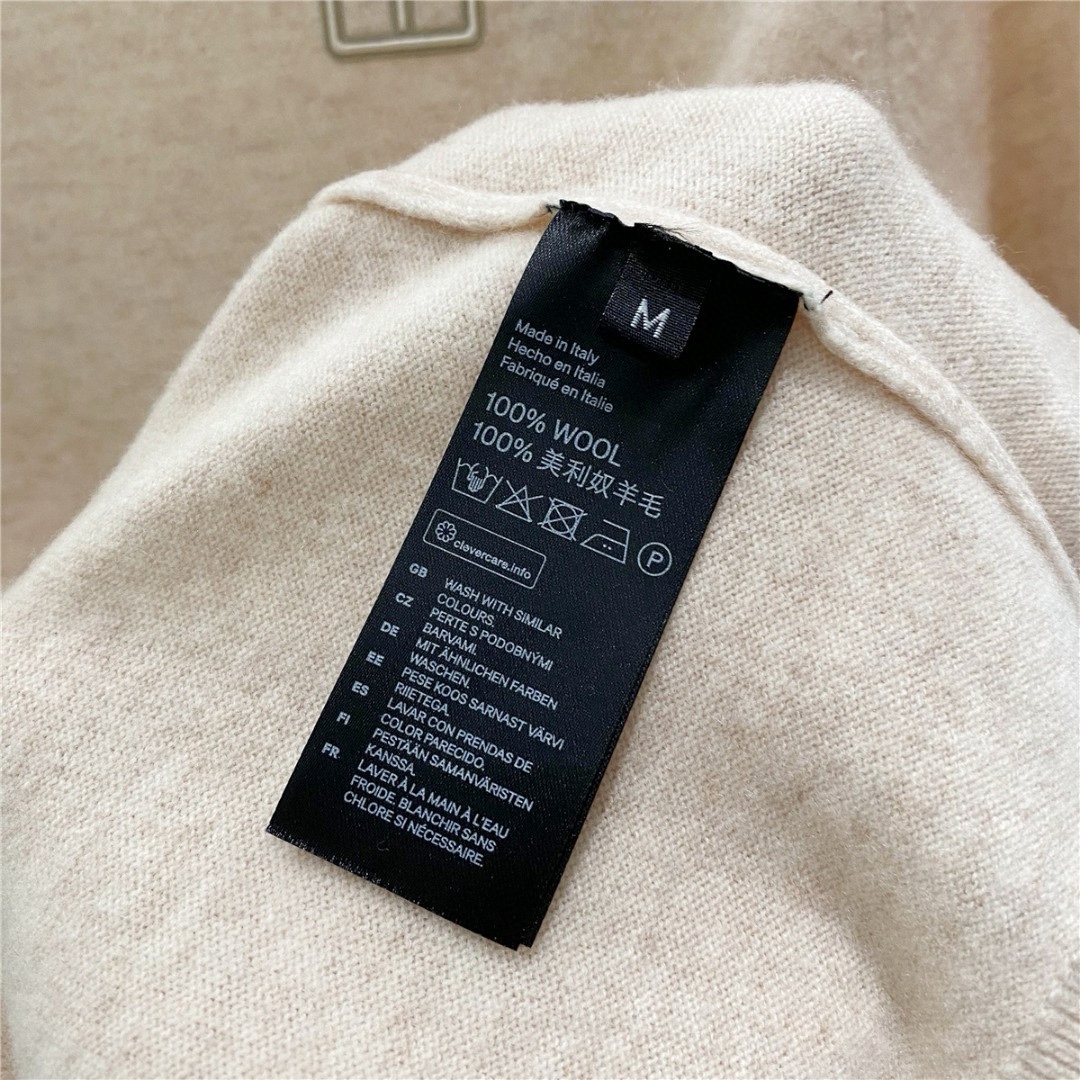 M
Made in Italy
Hecho en Italia
Fabriqué en Italie
100% WOOL
100% 美利奴羊毛
P
clevercare.info
GB WASH WITH SIMILAR
COLOURS.
CZ PERTE S PODOBNÝMI
BARVAMI.
DE MIT ÄHNLICHEN FARBEN
WASCHEN.
EE PESE KOOS SARNAST VÄRVI
RIIETEGA.
ES LAVAR CON PRENDAS DE
COLOR PARECIDO.
FI PESTÄÄN SAMANVÄRISTEN
KANSSA.
FR LAVER À LA MAIN À L'EAU
FROIDE. BLANCHIR SANS
CHLORE SI NÉCESSAIRE.